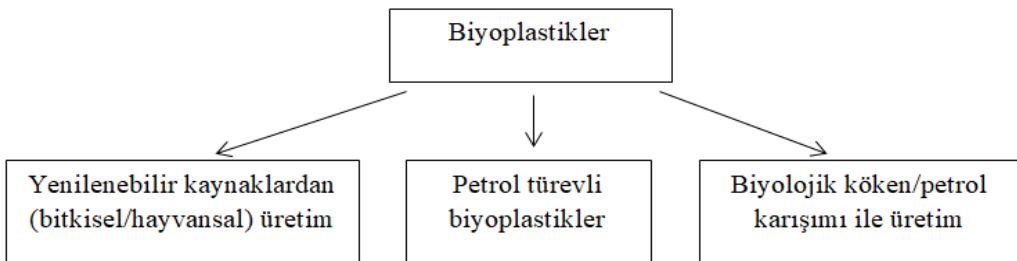 Biyoplastikler
Yenilenebilir kaynaklardan
(bitkisel/hayvansal) üretim
Petrol türevli
biyoplastikler
Biyolojik köken/petrol
karışımı ile üretim